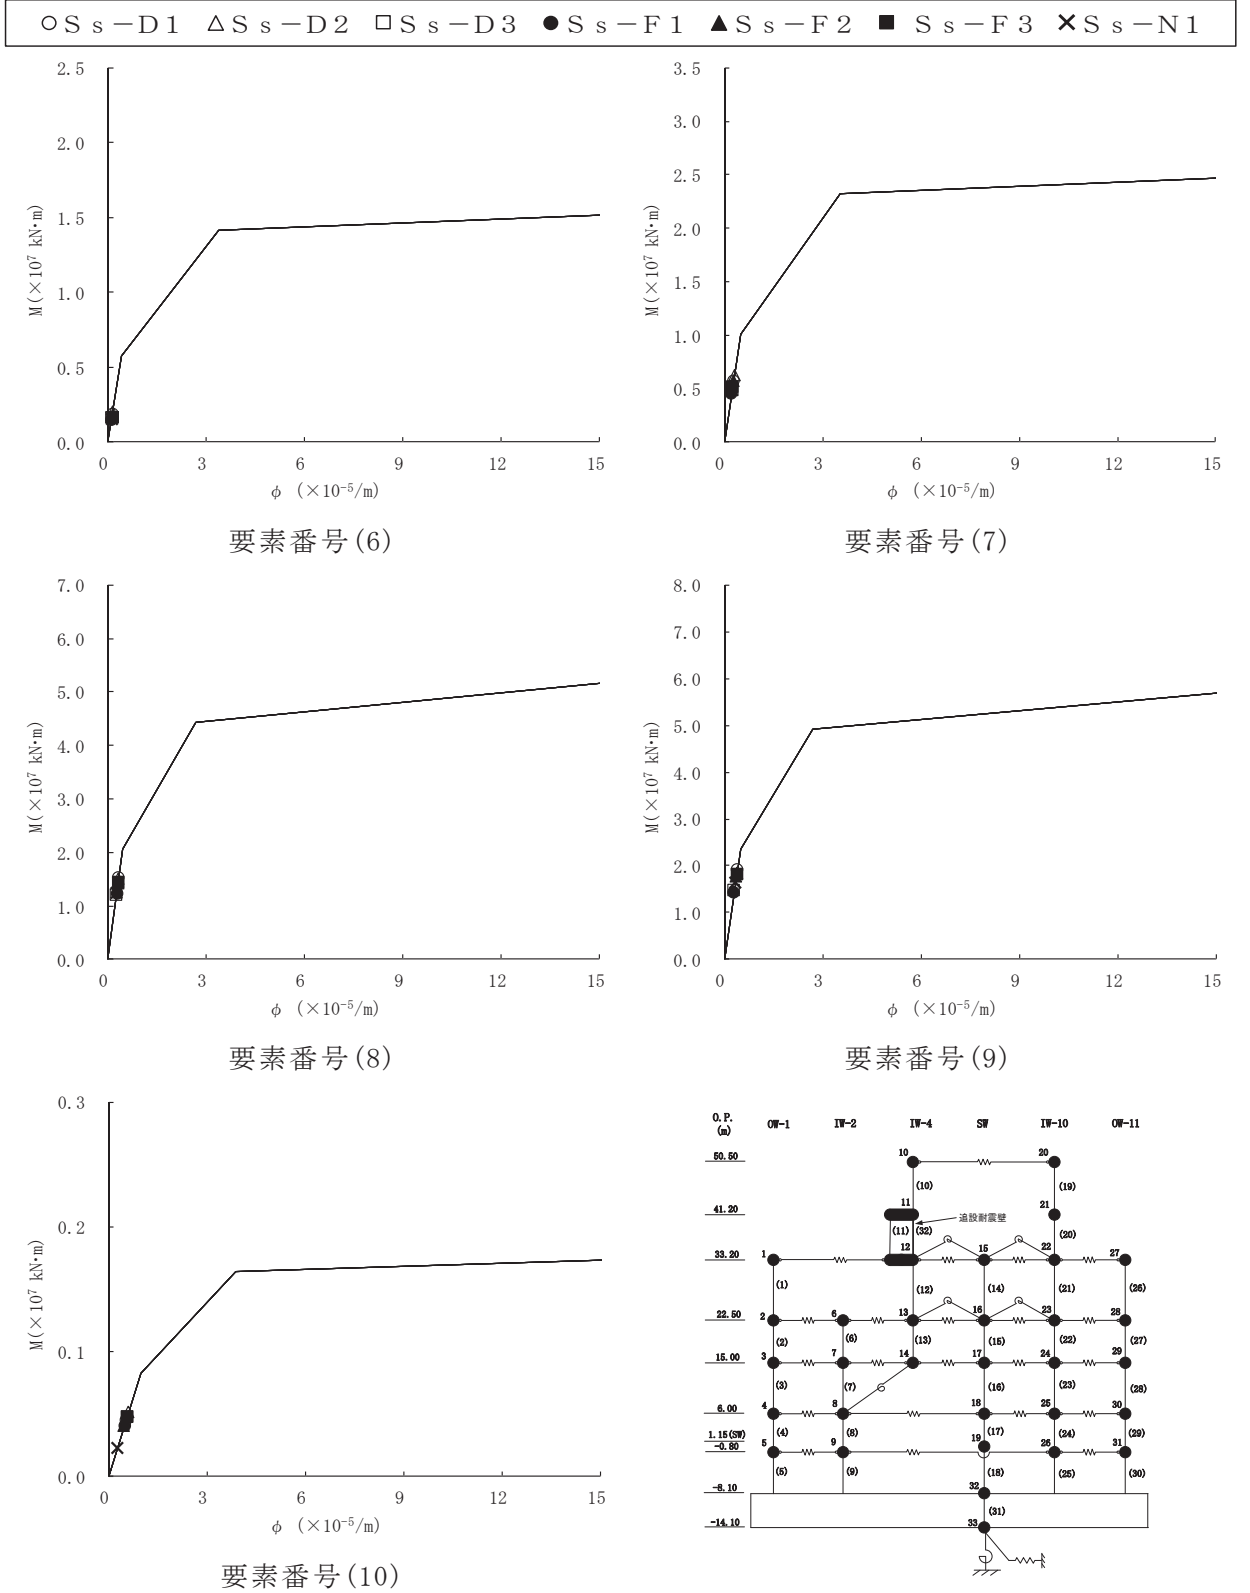 ○Ｓｓ－Ｄ１ △Ｓｓ－Ｄ２ □Ｓｓ－Ｄ３ ●Ｓｓ－Ｆ１ ▲Ｓｓ－Ｆ２ ■ Ｓｓ－Ｆ３ ×Ｓｓ－Ｎ１
2.5
2.0
1.5
1.0
0.5
0.0
M(×10⁷ kN・m)
0 3 6 9 12 15
φ (×10⁻⁵/m)
要素番号(6)
3.5
3.0
2.5
2.0
1.5
1.0
0.5
0.0
M(×10⁷ kN・m)
0 3 6 9 12 15
φ (×10⁻⁵/m)
要素番号(7)
7.0
6.0
5.0
4.0
3.0
2.0
1.0
0.0
M(×10⁷ kN・m)
0 3 6 9 12 15
φ (×10⁻⁵/m)
要素番号(8)
8.0
7.0
6.0
5.0
4.0
3.0
2.0
1.0
0.0
M(×10⁷ kN・m)
0 3 6 9 12 15
φ (×10⁻⁵/m)
要素番号(9)
0.3
0.2
0.1
0.0
M(×10⁷ kN・m)
0 3 6 9 12 15
φ (×10⁻⁵/m)
要素番号(10)
O.P.
(m)
OW-1 IW-2 IW-4 SW IW-10 OW-11
50.50 10 20
(10) (19)
41.20 11 21
追設耐震壁
(11) (32) (20)
33.20 1 12 15 22 27
(1) (12) (14) (21) (26)
22.50 2 6 13 16 23 28
(2) (6) (13) (15) (22) (27)
15.00 3 7 14 17 24 29
(3) (7) (16) (23) (28)
6.00 4 8 18 25 30
(4) (8) (17) (24) (29)
1.15(SW) 19
-0.80 5 9 26 31
(5) (9) (18) (25) (30)
-8.10 32
(31)
-14.10 33